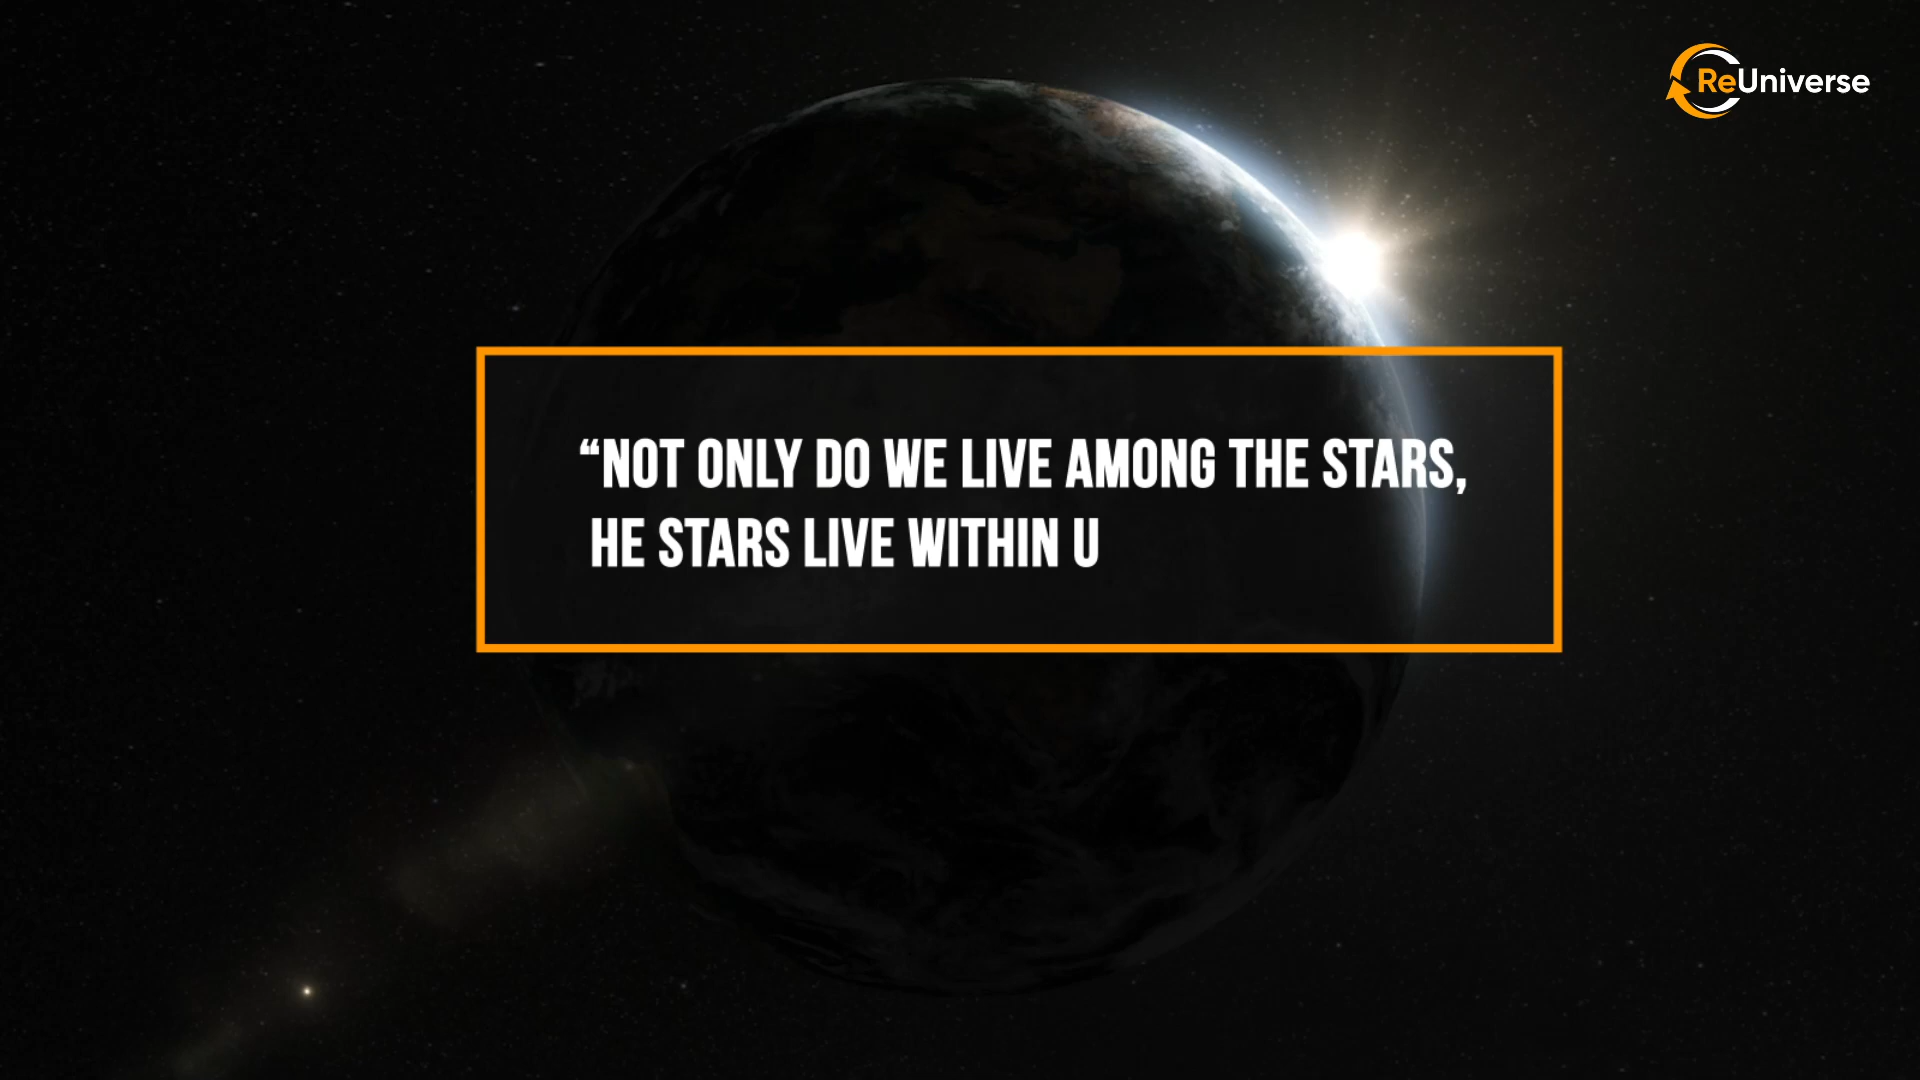 ReUniverse
“NOT ONLY DO WE LIVE AMONG THE STARS,
HE STARS LIVE WITHIN U